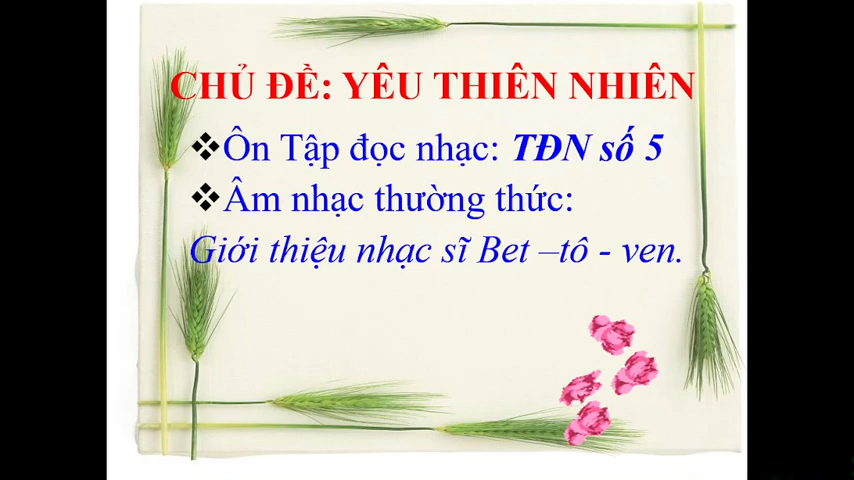 CHỦ ĐỀ: YÊU THIÊN NHIÊN
❖Ôn Tập đọc nhạc: TĐN số 5
❖Âm nhạc thường thức:
Giới thiệu nhạc sĩ Bet –tô - ven.